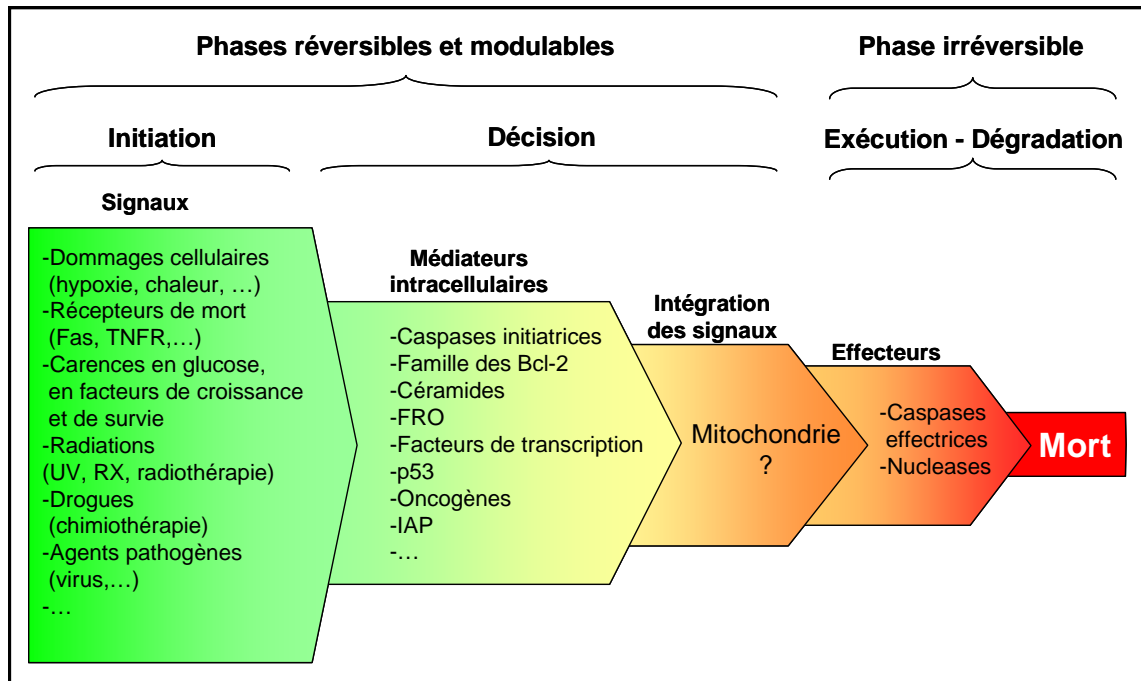 Phases réversibles et modulables
Phase irréversible
Initiation
Décision
Exécution - Dégradation
Signaux
-Dommages cellulaires
(hypoxie, chaleur, …)
-Récepteurs de mort
(Fas, TNFR,…)
-Carences en glucose,
en facteurs de croissance
et de survie
-Radiations
(UV, RX, radiothérapie)
-Drogues
(chimiothérapie)
-Agents pathogènes
(virus,…)
-…
Médiateurs
intracellulaires
-Caspases initiatrices
-Famille des Bcl-2
-Céramides
-FRO
-Facteurs de transcription
-p53
-Oncogènes
-IAP
-…
Intégration
des signaux
Mitochondrie
?
Effecteurs
-Caspases
effectrices
-Nucleases
Mort